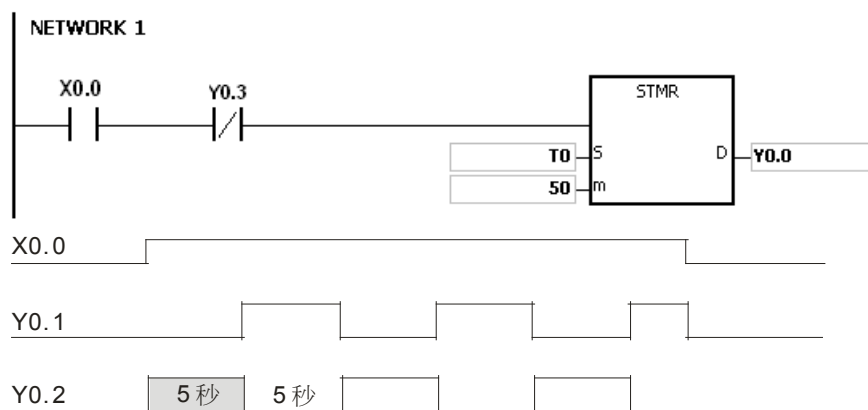 NETWORK 1
X0.0
Y0.3
STMR
T0 S D Y0.0
50 m
X0.0
Y0.1
Y0.2 5秒 5秒